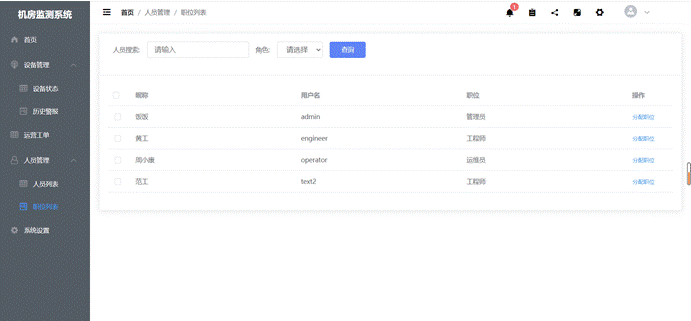 机房监测系统
首页 / 人员管理 / 职位列表
1
首页
设备管理
设备状态
历史警报
运营工单
人员管理
人员列表
职位列表
系统设置
人员搜索: 请输入 角色: 请选择 查询
昵称 用户名 职位 操作
饭饭 admin 管理员 分配职位
黄工 engineer 工程师 分配职位
周小唐 operator 运维员 分配职位
范工 text2 工程师 分配职位